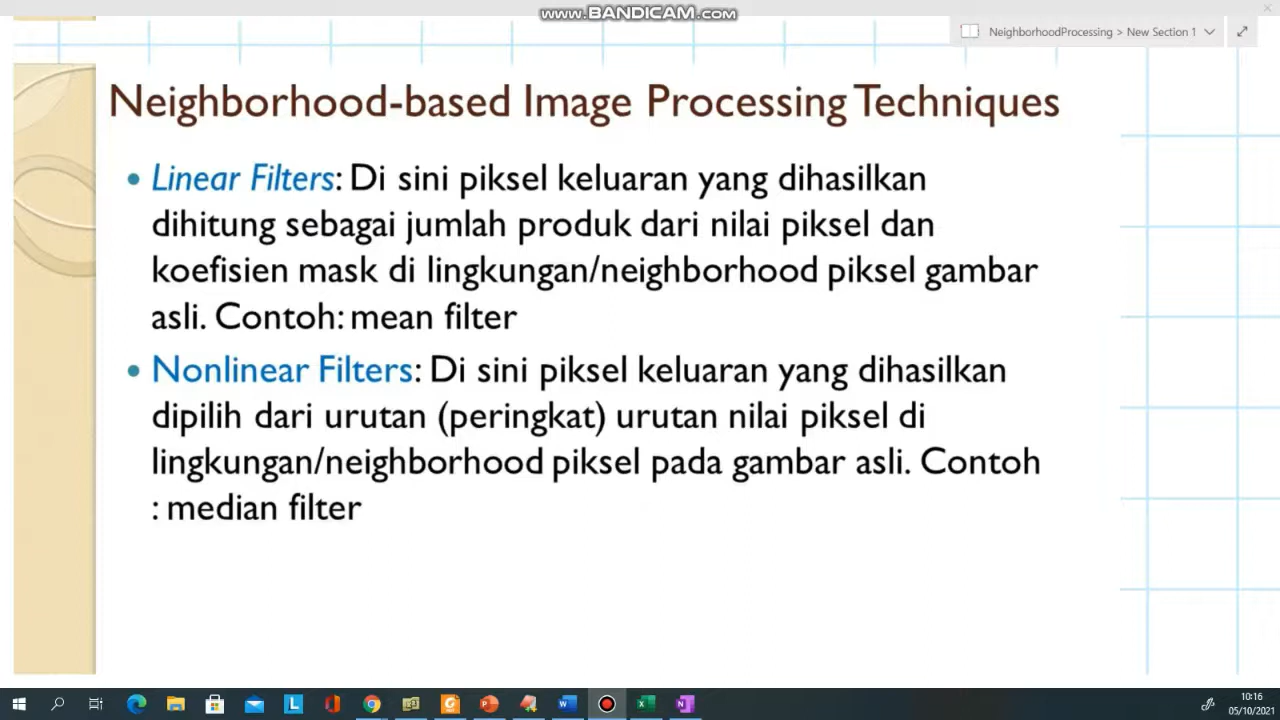 www.BANDICAM.com
NeighborhoodProcessing > New Section 1
Neighborhood-based Image Processing Techniques
• Linear Filters: Di sini piksel keluaran yang dihasilkan
dihitung sebagai jumlah produk dari nilai piksel dan
koefisien mask di lingkungan/neighborhood piksel gambar
asli. Contoh: mean filter
• Nonlinear Filters: Di sini piksel keluaran yang dihasilkan
dipilih dari urutan (peringkat) urutan nilai piksel di
lingkungan/neighborhood piksel pada gambar asli. Contoh
: median filter
10:16
05/10/2021